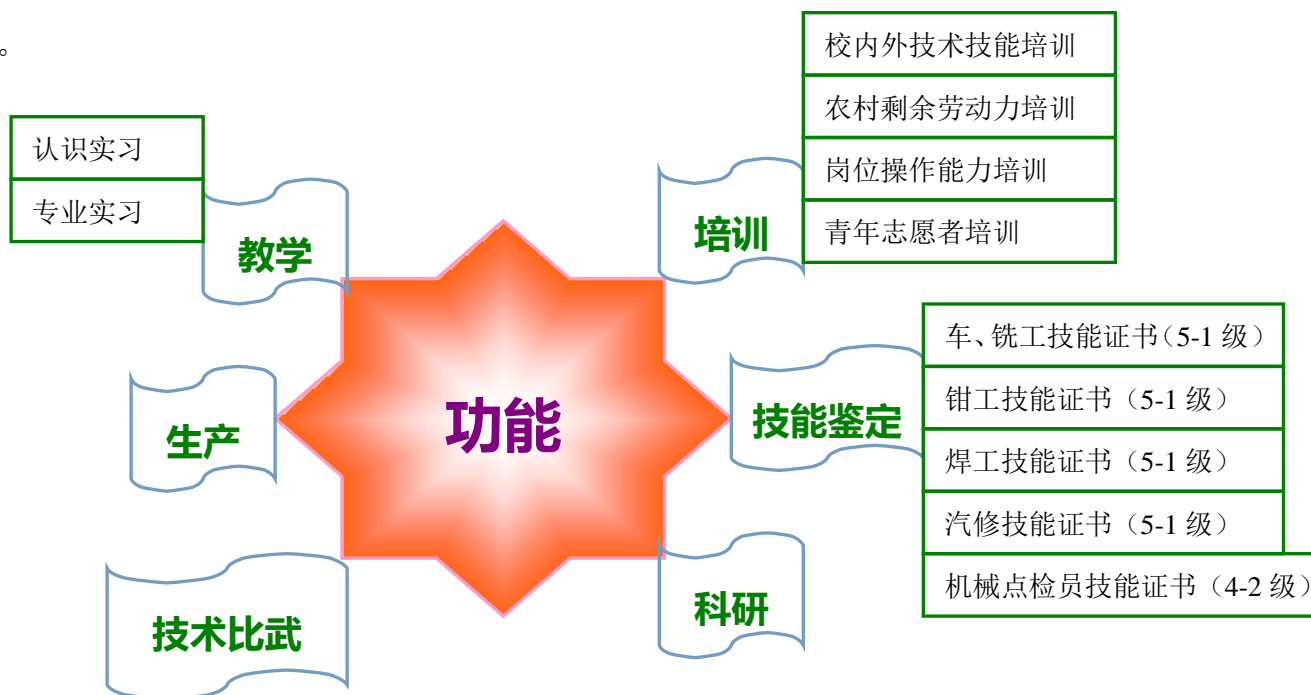 。
校内外技术技能培训
农村剩余劳动力培训
岗位操作能力培训
青年志愿者培训
培训
认识实习
专业实习
教学
车、铣工技能证书（5-1 级）
钳工技能证书（5-1 级）
焊工技能证书（5-1 级）
汽修技能证书（5-1 级）
机械点检员技能证书（4-2 级）
技能鉴定
功能
生产
科研
技术比武